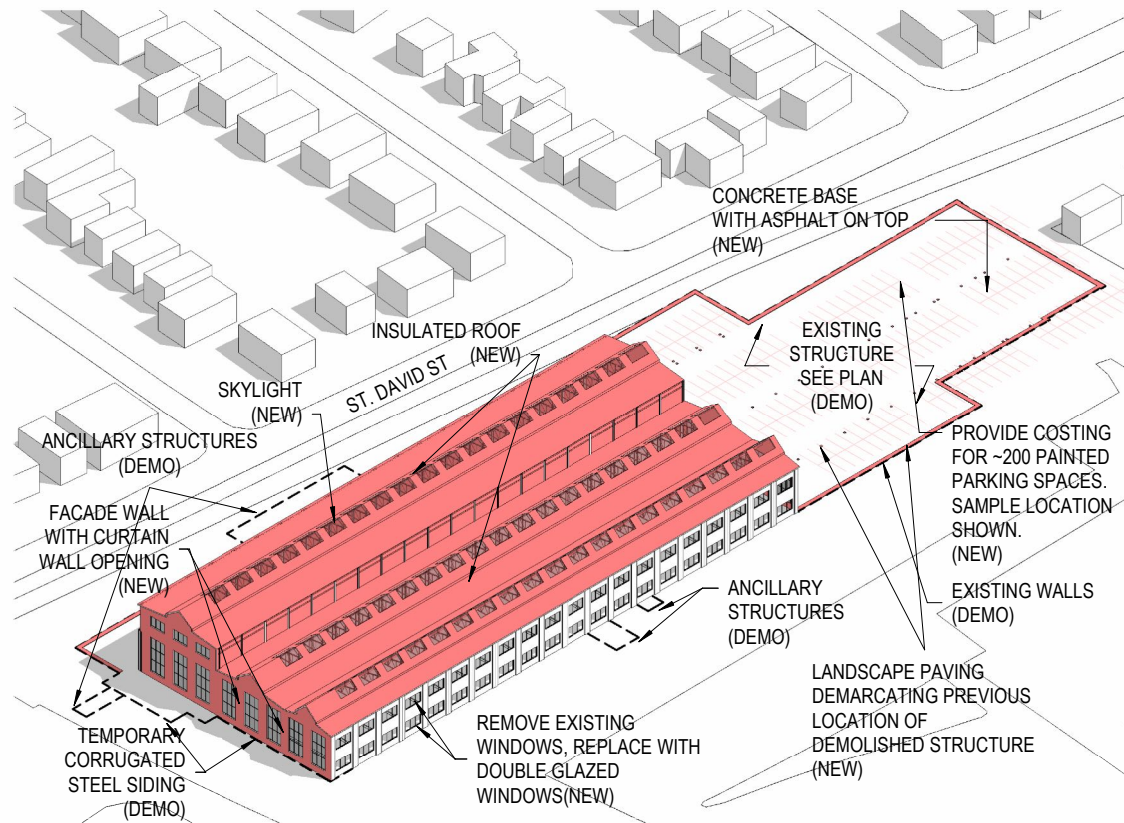 CONCRETE BASE
WITH ASPHALT ON TOP
(NEW)
INSULATED ROOF
(NEW)
EXISTING
STRUCTURE
SEE PLAN
(DEMO)
SKYLIGHT
(NEW)
ST. DAVID ST
ANCILLARY STRUCTURES
(DEMO)
PROVIDE COSTING
FOR ~200 PAINTED
PARKING SPACES.
SAMPLE LOCATION
SHOWN.
(NEW)
FACADE WALL
WITH CURTAIN
WALL OPENING
(NEW)
ANCILLARY
STRUCTURES
(DEMO)
EXISTING WALLS
(DEMO)
LANDSCAPE PAVING
DEMARCATING PREVIOUS
LOCATION OF
DEMOLISHED STRUCTURE
(NEW)
TEMPORARY
CORRUGATED
STEEL SIDING
(DEMO)
REMOVE EXISTING
WINDOWS, REPLACE WITH
DOUBLE GLAZED
WINDOWS(NEW)